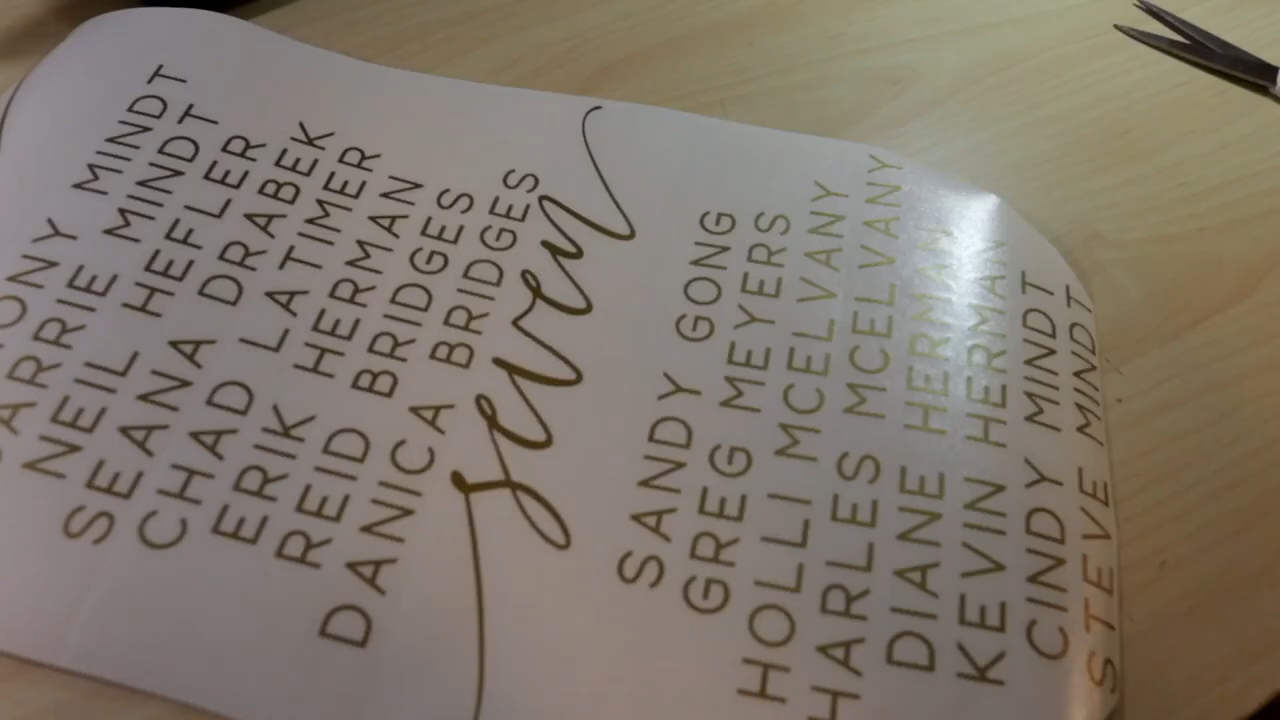 MINDT
ARRIE MINDT
NEIL HEFLER
SEANA DRABEK
CHAD LATIMER
ERIK HERMAN
REID BRIDGES
DANICA BRIDGES
seven
SANDY GONG
GREG MEYERS
HOLLI MCELVANY
HARLES MCELVANY
DIANE HERMAN
KEVIN HERMAN
CINDY MINDT
STEVE MINDT